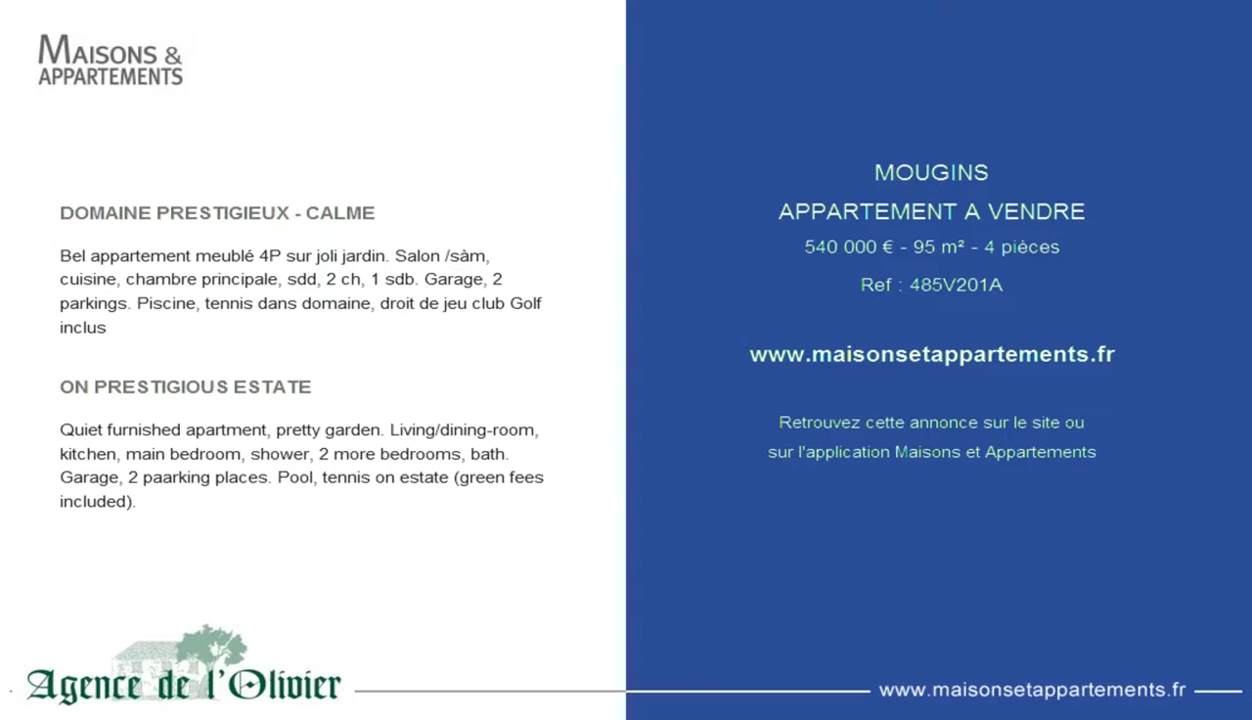 MAISONS &
APPARTEMENTS
DOMAINE PRESTIGIEUX - CALME
Bel appartement meublé 4P sur joli jardin. Salon /sàm,
cuisine, chambre principale, sdd, 2 ch, 1 sdb. Garage, 2
parkings. Piscine, tennis dans domaine, droit de jeu club Golf
inclus
ON PRESTIGIOUS ESTATE
Quiet furnished apartment, pretty garden. Living/dining-room,
kitchen, main bedroom, shower, 2 more bedrooms, bath.
Garage, 2 paarking places. Pool, tennis on estate (green fees
included).
Agence de l'Olivier
MOUGINS
APPARTEMENT A VENDRE
540 000 € - 95 m² - 4 pièces
Ref : 485V201A
www.maisonsetappartements.fr
Retrouvez cette annonce sur le site ou
sur l'application Maisons et Appartements
www.maisonsetappartements.fr